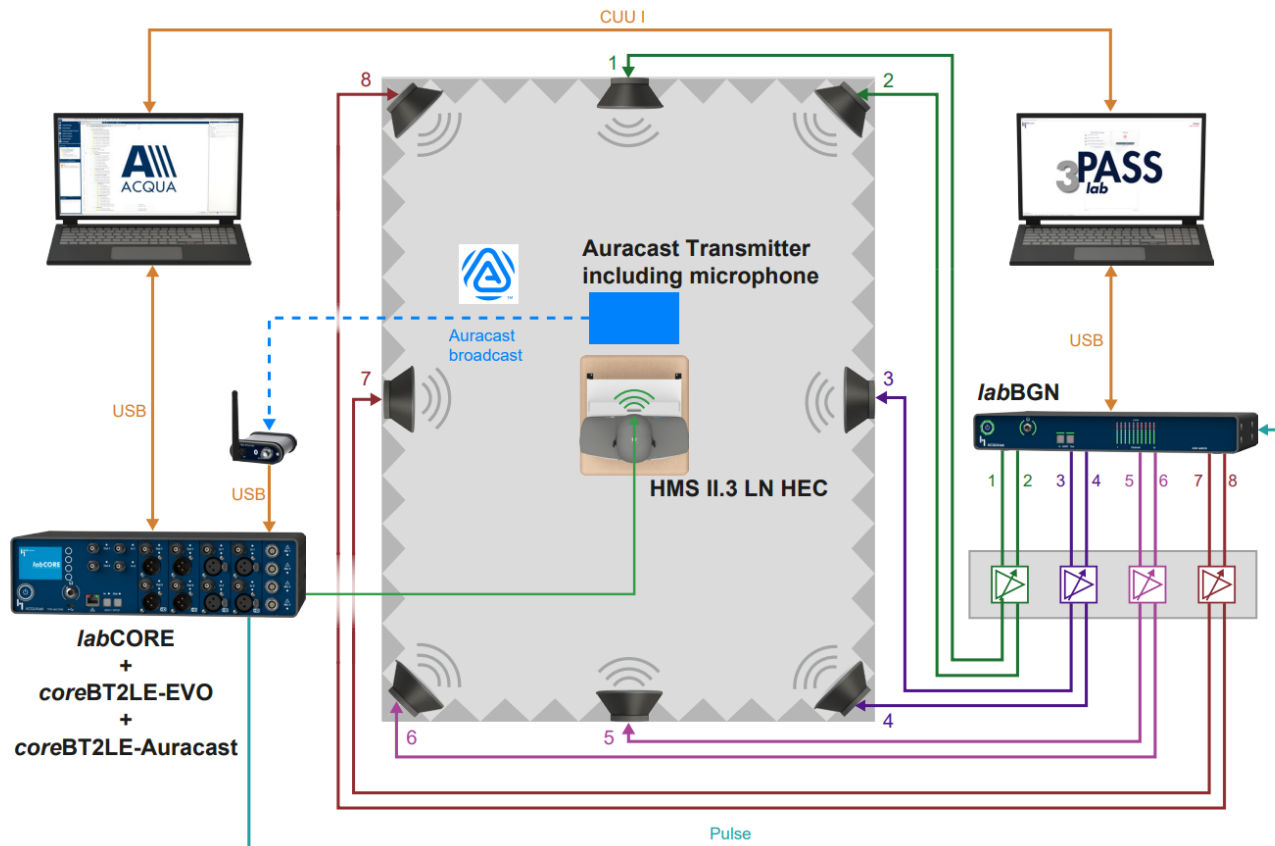 CUU I
1
2
8
ACQUA
3PASS
lab
Auracast Transmitter
including microphone
TM
Auracast
broadcast
USB
USB
7
3
labBGN
USB
HMS II.3 LN HEC
1
2
3
4
5
6
7
8
labCORE
labCORE
+
coreBT2LE-EVO
+
coreBT2LE-Auracast
6
5
4
Pulse